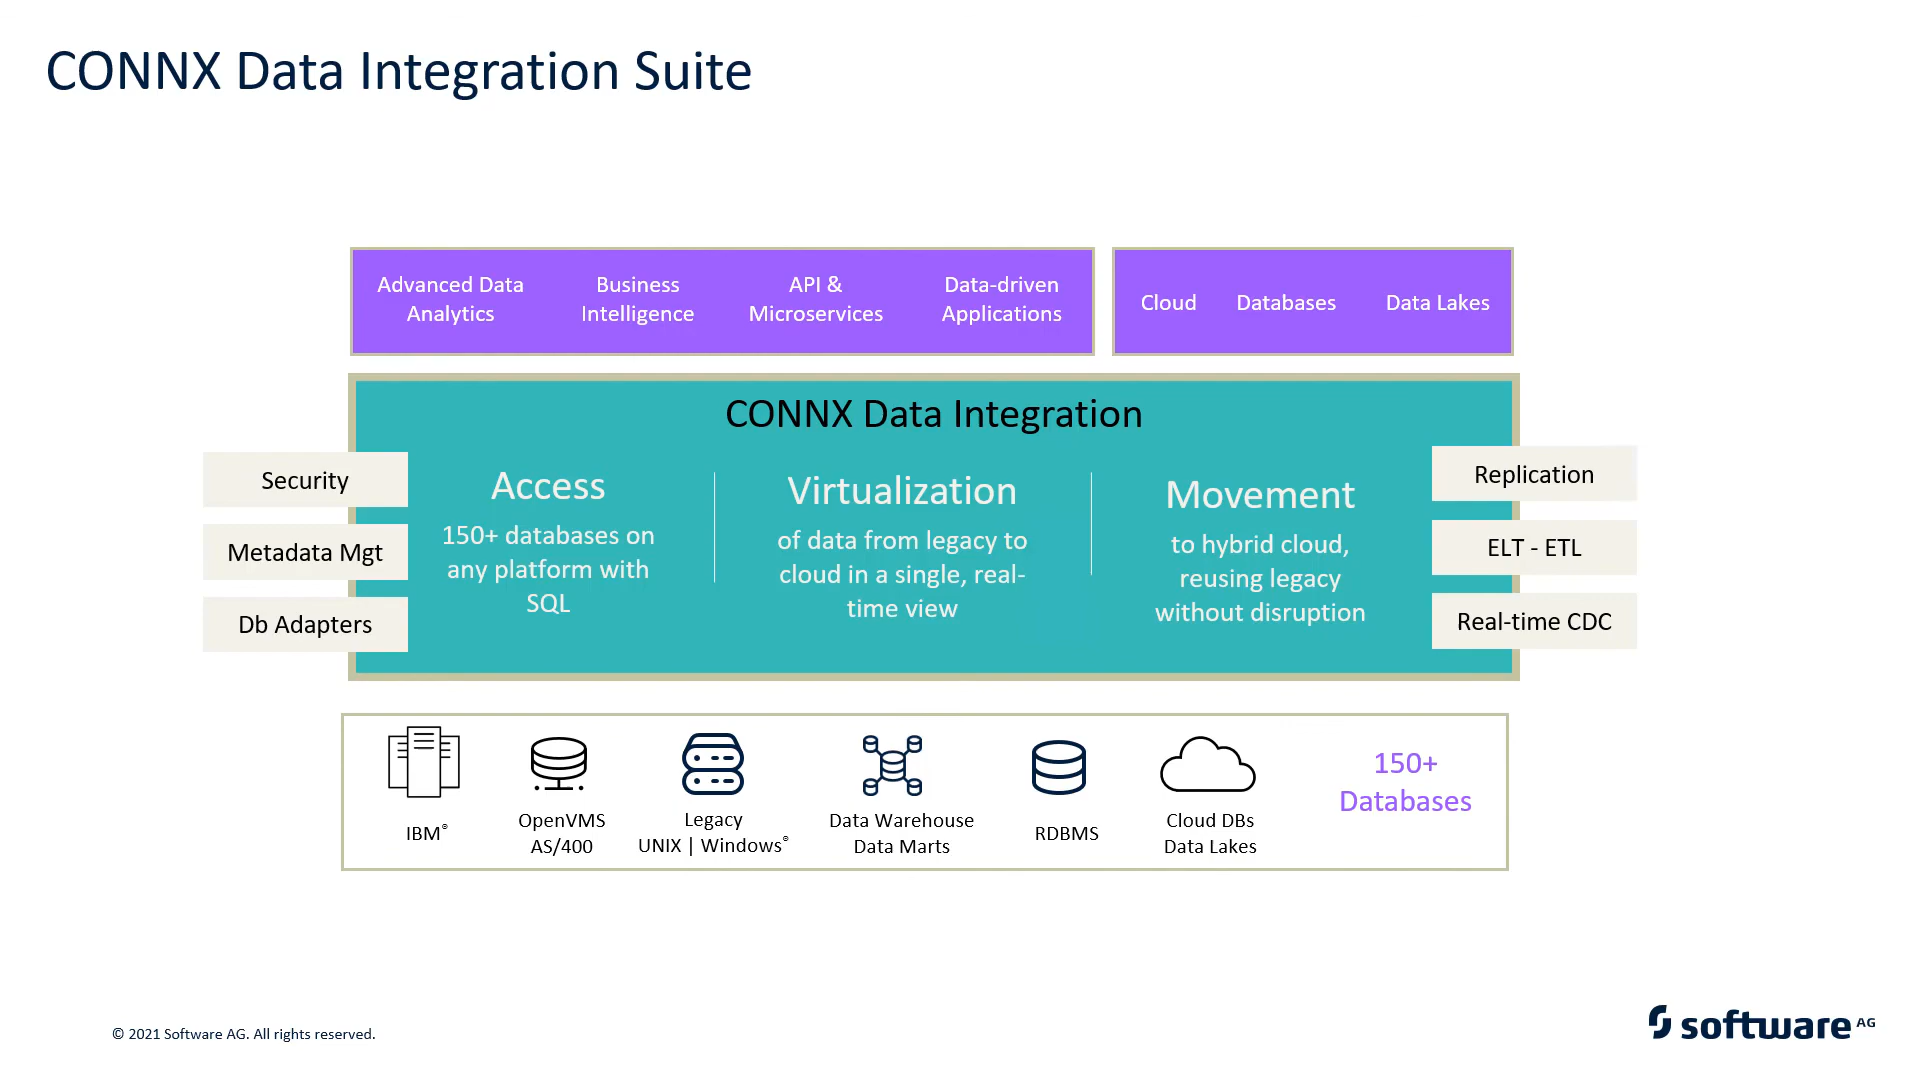 CONNX Data Integration Suite
Advanced Data
Analytics
Business
Intelligence
API &
Microservices
Data-driven
Applications
Cloud
Databases
Data Lakes
CONNX Data Integration
Security
Metadata Mgt
Db Adapters
Access
150+ databases on
any platform with
SQL
Virtualization
of data from legacy to
cloud in a single, real-
time view
Movement
to hybrid cloud,
reusing legacy
without disruption
Replication
ELT - ETL
Real-time CDC
IBM®
OpenVMS
AS/400
Legacy
UNIX | Windows®
Data Warehouse
Data Marts
RDBMS
Cloud DBs
Data Lakes
150+
Databases
© 2021 Software AG. All rights reserved.
software AG